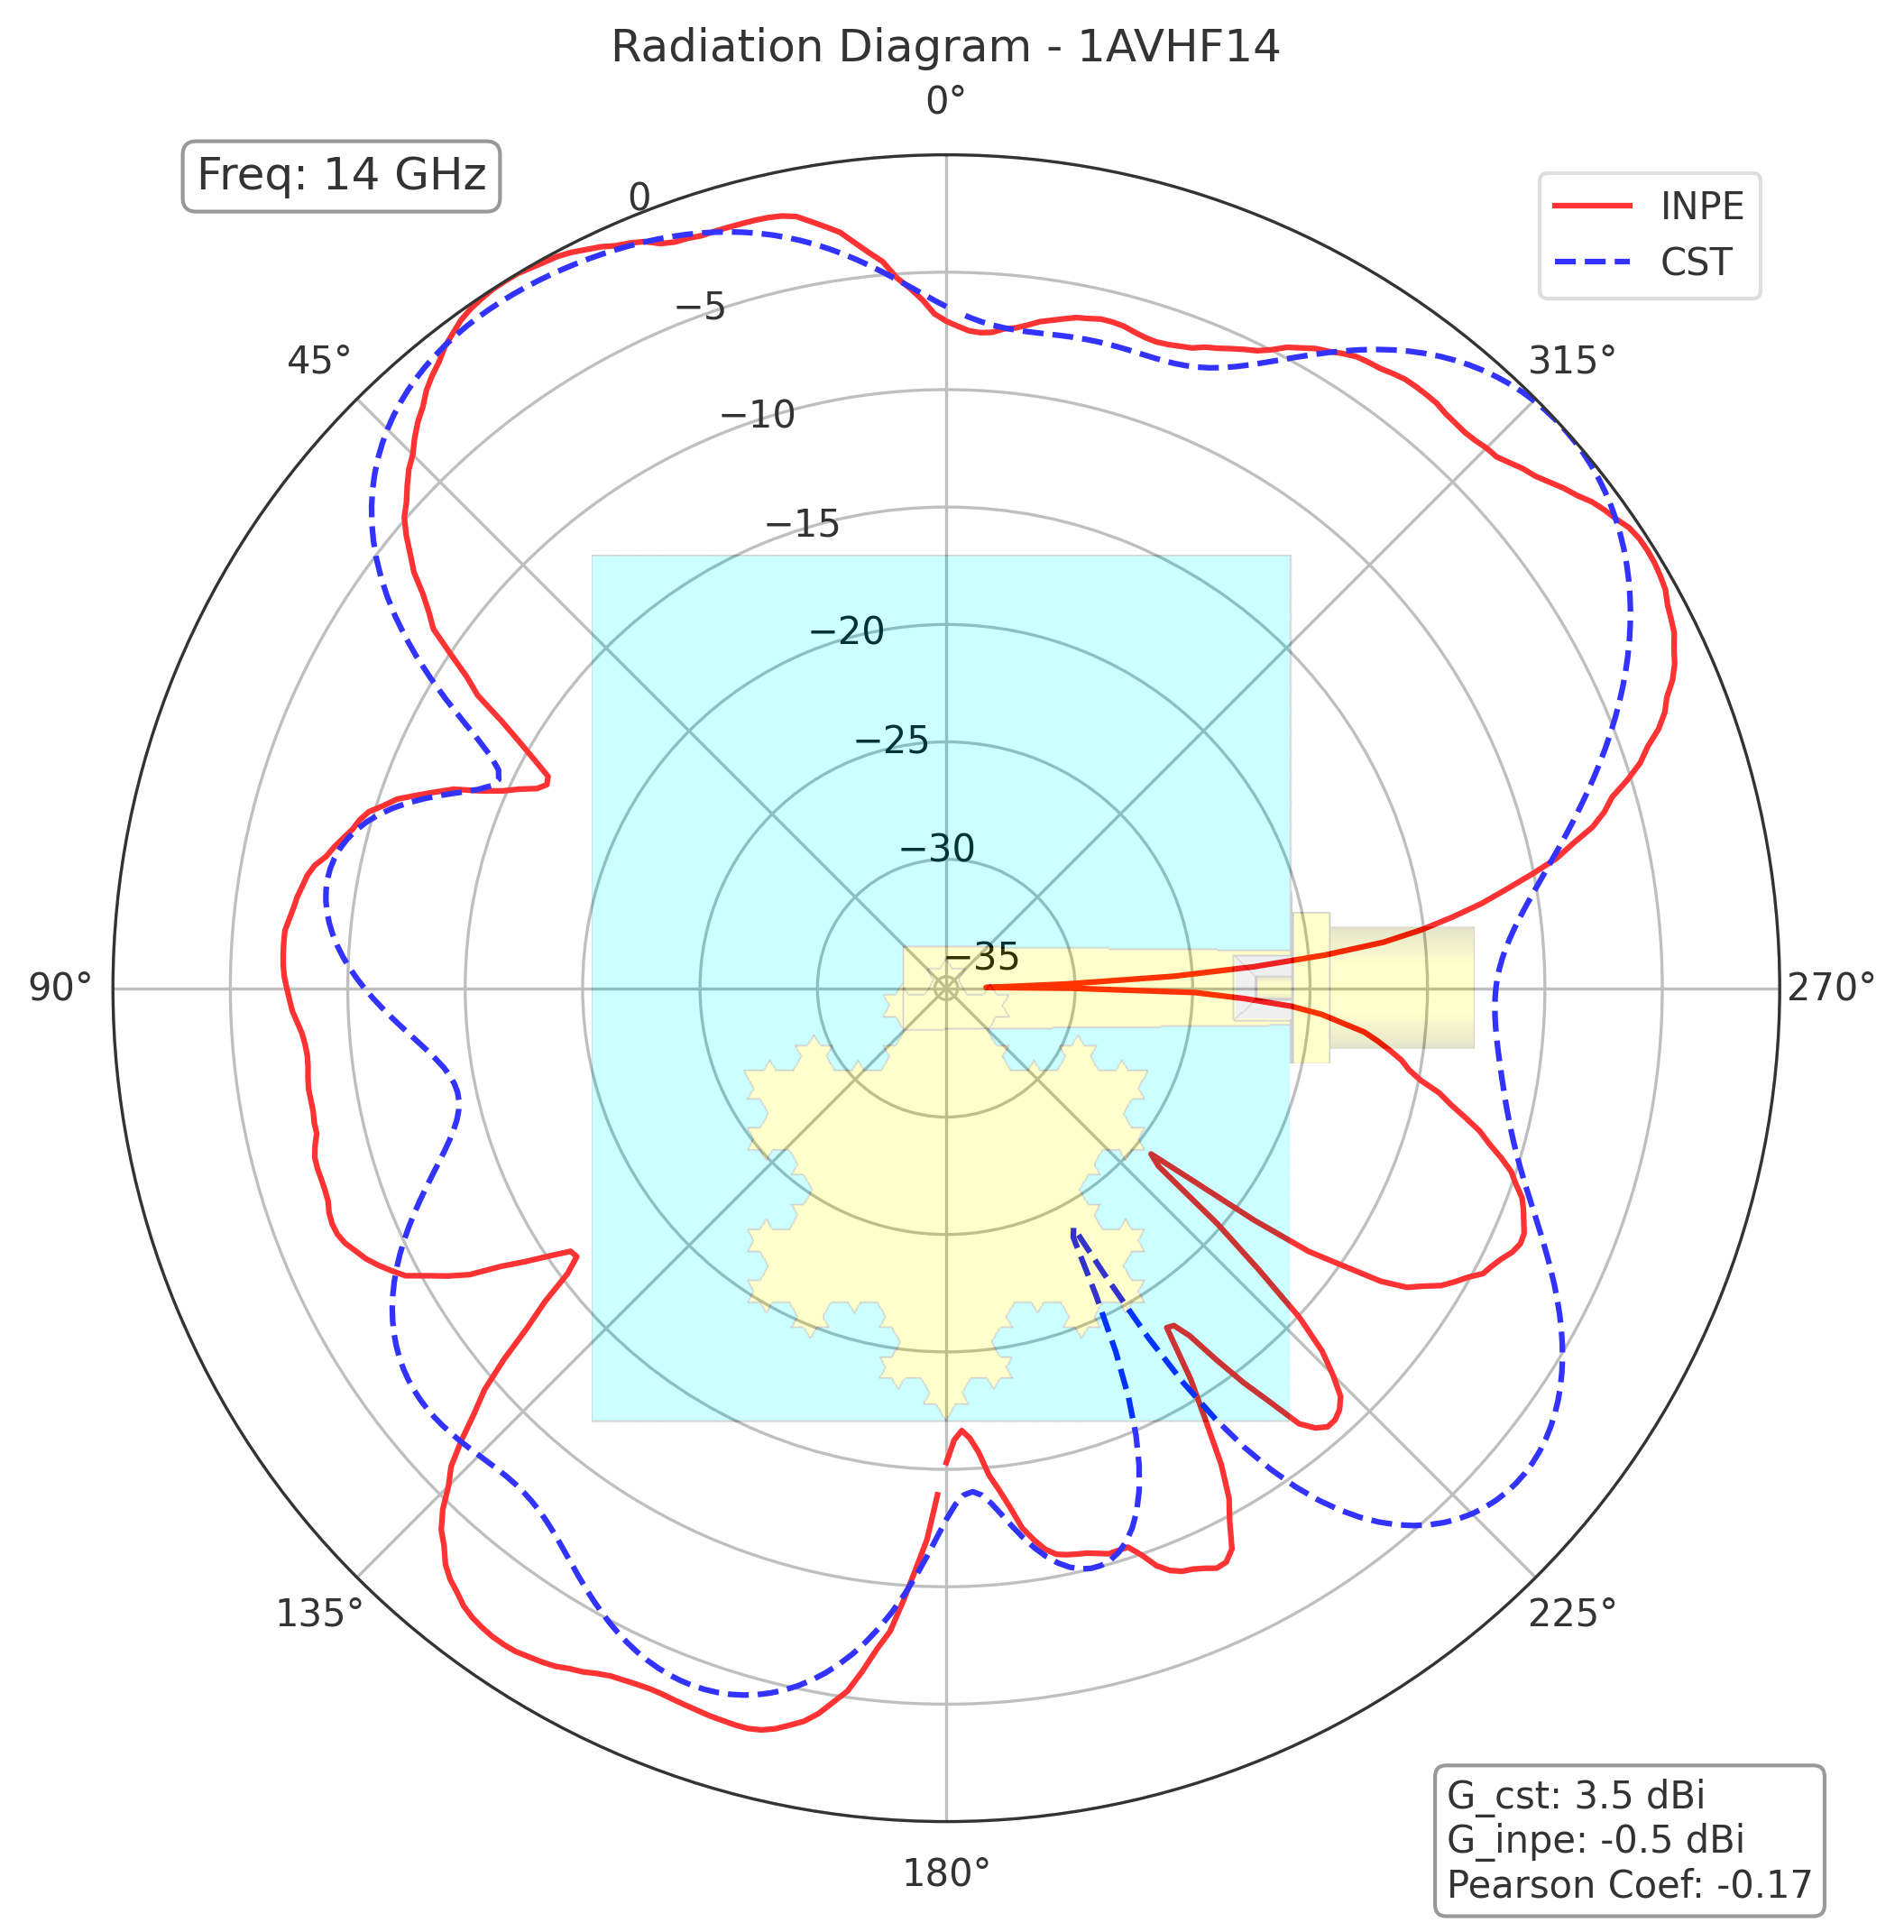 Radiation Diagram - 1AVHF14
0°
Freq: 14 GHz
0
INPE
CST
−5
45°
315°
−10
−15
−20
−25
−30
−35
90°
270°
135°
225°
180°
G_cst: 3.5 dBi
G_inpe: -0.5 dBi
Pearson Coef: -0.17